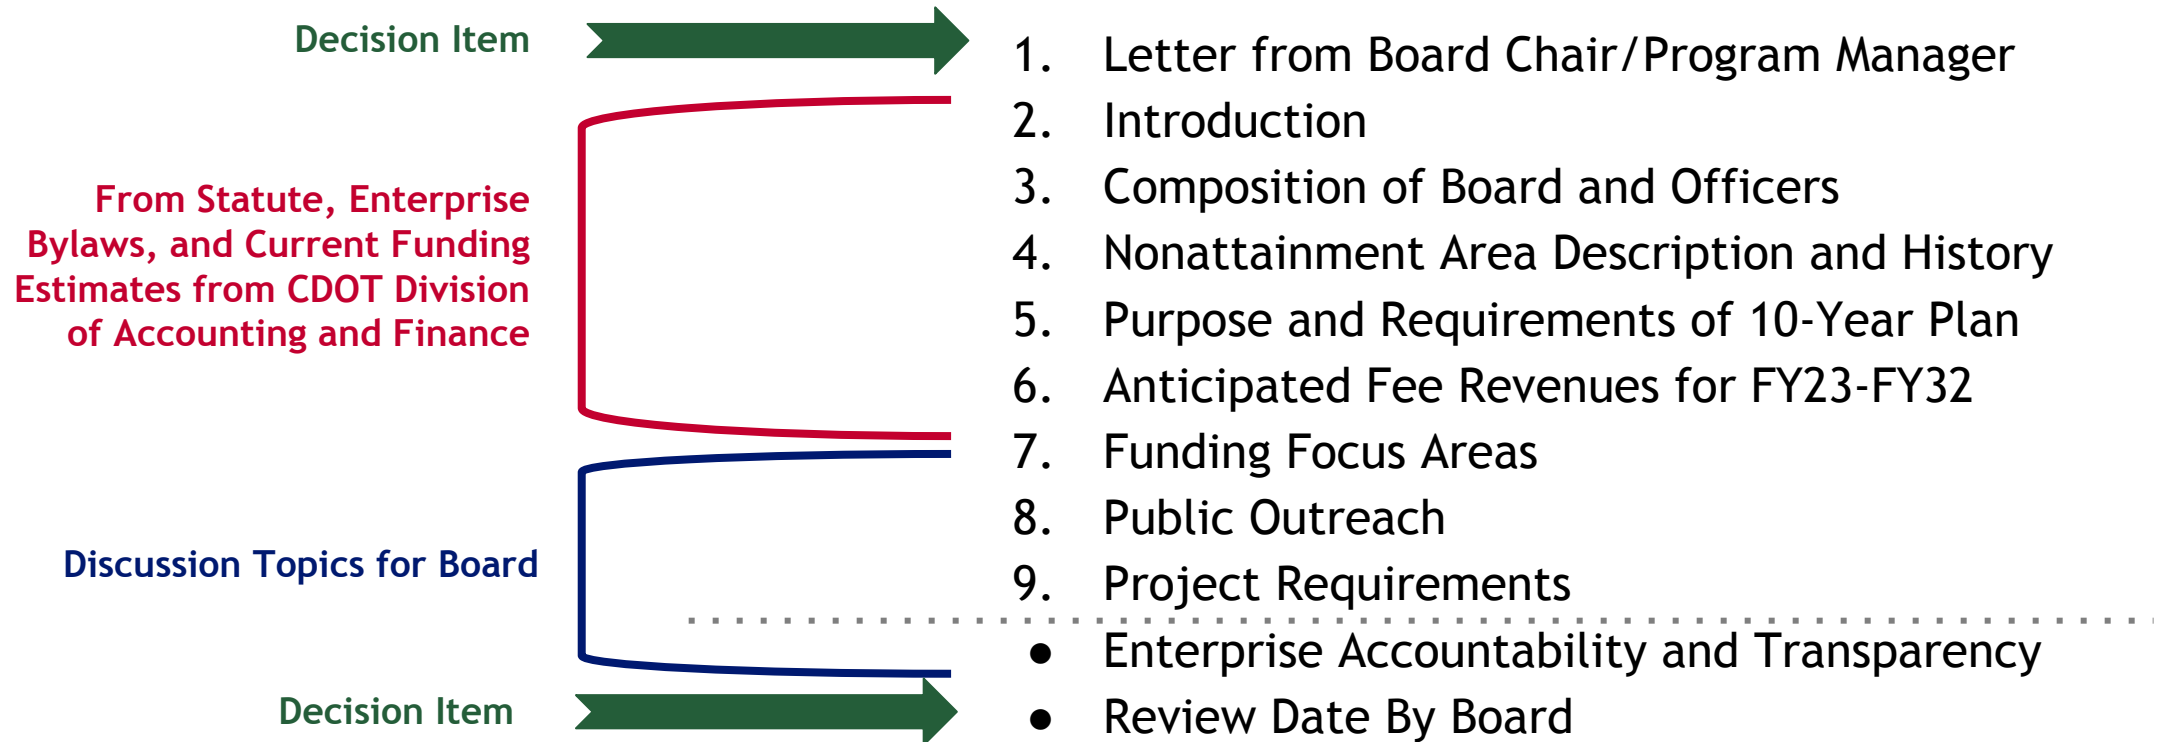 Decision Item
From Statute, Enterprise
Bylaws, and Current Funding
Estimates from CDOT Division
of Accounting and Finance
Discussion Topics for Board
Decision Item
1. Letter from Board Chair/Program Manager
2. Introduction
3. Composition of Board and Officers
4. Nonattainment Area Description and History
5. Purpose and Requirements of 10-Year Plan
6. Anticipated Fee Revenues for FY23-FY32
7. Funding Focus Areas
8. Public Outreach
9. Project Requirements
● Enterprise Accountability and Transparency
● Review Date By Board